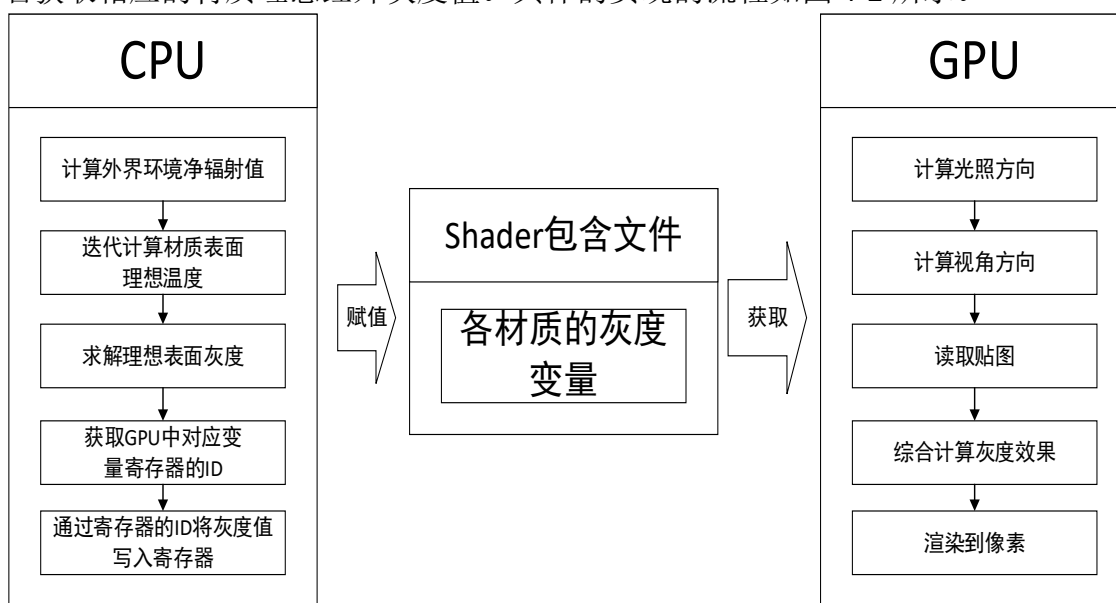 CPU
计算外界环境净辐射值
迭代计算材质表面
理想温度
求解理想表面灰度
获取GPU中对应变
量寄存器的ID
通过寄存器的ID将灰度值
写入寄存器
赋值
Shader包含文件
各材质的灰度
变量
获取
GPU
计算光照方向
计算视角方向
读取贴图
综合计算灰度效果
渲染到像素